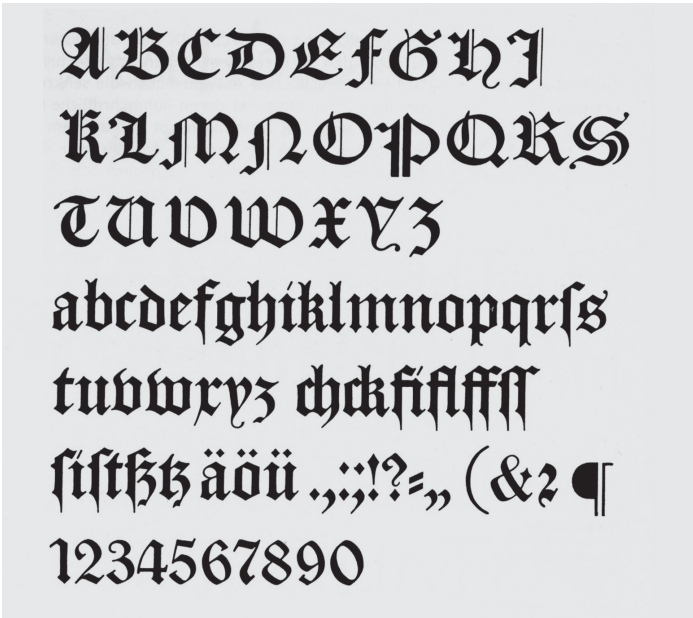 ABCDEFGHI
KLMNOPQRS
TUVWXYZ
abcdefghiklmnopqrſs
tuvwxyz chckfiflffſſ
ſiſtßtz äöü .,:;!?⸗„ (&ꝛ ¶
1234567890